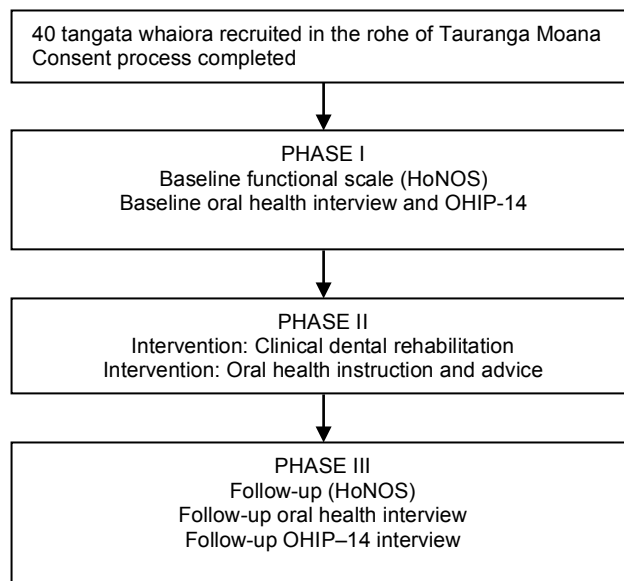 40 tangata whaiora recruited in the rohe of Tauranga Moana
Consent process completed
PHASE I
Baseline functional scale (HoNOS)
Baseline oral health interview and OHIP-14
PHASE II
Intervention: Clinical dental rehabilitation
Intervention: Oral health instruction and advice
PHASE III
Follow-up (HoNOS)
Follow-up oral health interview
Follow-up OHIP–14 interview